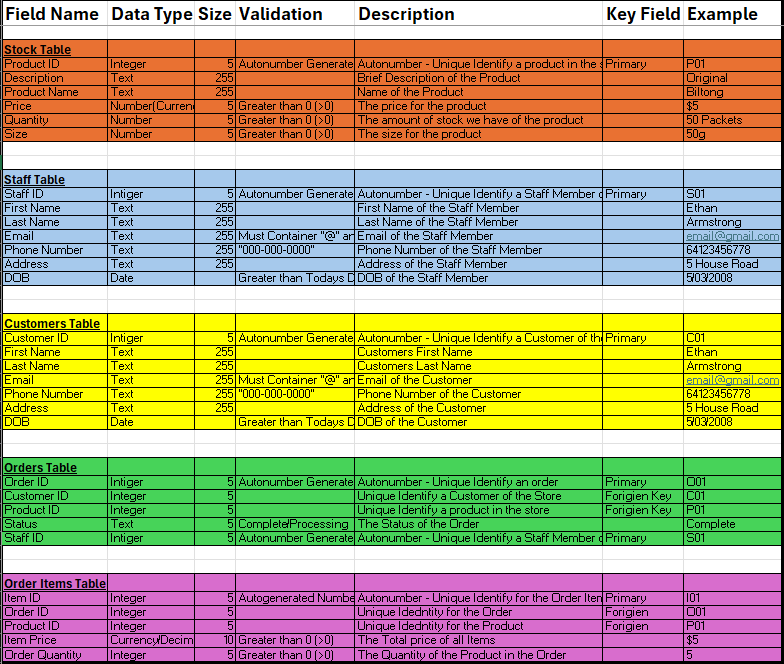 Field Name Data Type Size Validation Description Key Field Example
Stock Table
Product ID Integer 5 Autonumber Generate Autonumber - Unique Identify a product in the s Primary P01
Description Text 255 Brief Description of the Product Original
Product Name Text 255 Name of the Product Biltong
Price Number(Curren 5 Greater than 0 (>0) The price for the product $5
Quantity Number 5 Greater than 0 (>0) The amount of stock we have of the product 50 Packets
Size Number 5 Greater than 0 (>0) The size for the product 50g
Staff Table
Staff ID Intiger 5 Autonumber Generate Autonumber - Unique Identify a Staff Member o Primary S01
First Name Text 255 First Name of the Staff Member Ethan
Last Name Text 255 Last Name of the Staff Member Armstrong
Email Text 255 Must Container "@" an Email of the Staff Member email@gmail.com
Phone Number Text 255 "000-000-0000" Phone Number of the Staff Member 64123456778
Address Text 255 Address of the Staff Member 5 House Road
DOB Date Greater than Todays D DOB of the Staff Member 5/03/2008
Customers Table
Customer ID Intiger 5 Autonumber Generate Autonumber - Unique Identify a Customer of the Primary C01
First Name Text 255 Customers First Name Ethan
Last Name Text 255 Customers Last Name Armstrong
Email Text 255 Must Container "@" an Email of the Customer email@gmail.com
Phone Number Text 255 "000-000-0000" Phone Number of the Customer 64123456778
Address Text 255 Address of the Customer 5 House Road
DOB Date Greater than Todays D DOB of the Customer 5/03/2008
Orders Table
Order ID Intiger 5 Autonumber Generate Autonumber - Unique Identify an order Primary O01
Customer ID Integer 5 Unique Identify a Customer of the Store Forigien Key C01
Product ID Integer 5 Unique Identify a product in the store Forigien Key P01
Status Text 5 Complete/Processing The Status of the Order Complete
Staff ID Intiger 5 Autonumber Generate Autonumber - Unique Identify a Staff Member o Primary S01
Order Items Table
Item ID Integer 5 Autogenerated Numbe Autonumber - Unique Identify for the Order Iten Primary I01
Order ID Integer 5 Unique Idedntity for the Order Forigien O01
Product ID Integer 5 Unique Idedntity for the Product Forigien P01
Item Price Currency/Decim 10 Greater than 0 (>0) The Total price of all Items $5
Order Quantity Integer 5 Greater than 0 (>0) The Quantity of the Product in the Order 5